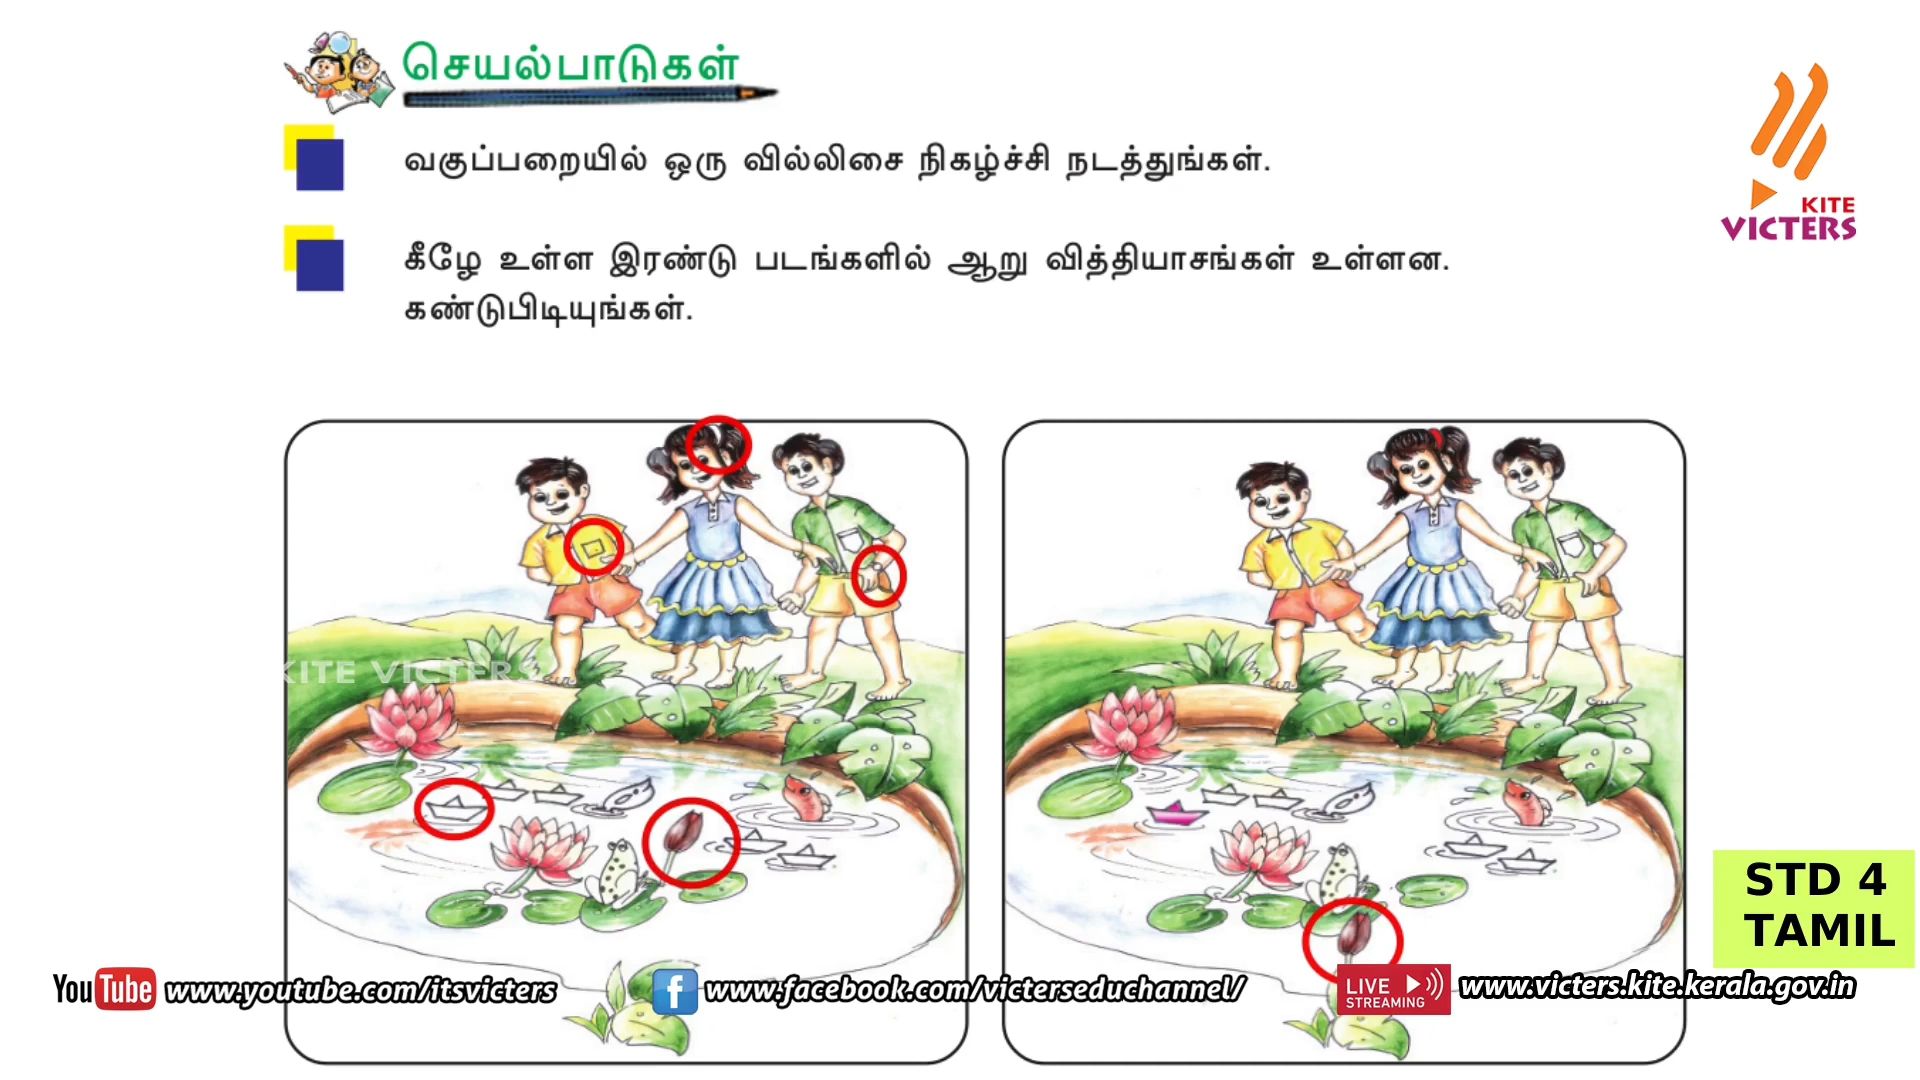 செயல்பாடுகள்
வகுப்பறையில் ஒரு வில்லிசை நிகழ்ச்சி நடத்துங்கள்.
கீழே உள்ள இரண்டு படங்களில் ஆறு வித்தியாசங்கள் உள்ளன.
கண்டுபிடியுங்கள்.
KITE
VICTERS
KITE VICTERS
STD 4
TAMIL
YouTube www.youtube.com/itsvicters
f www.facebook.com/victerseduchannel/
LIVE STREAMING www.victers.kite.kerala.gov.in